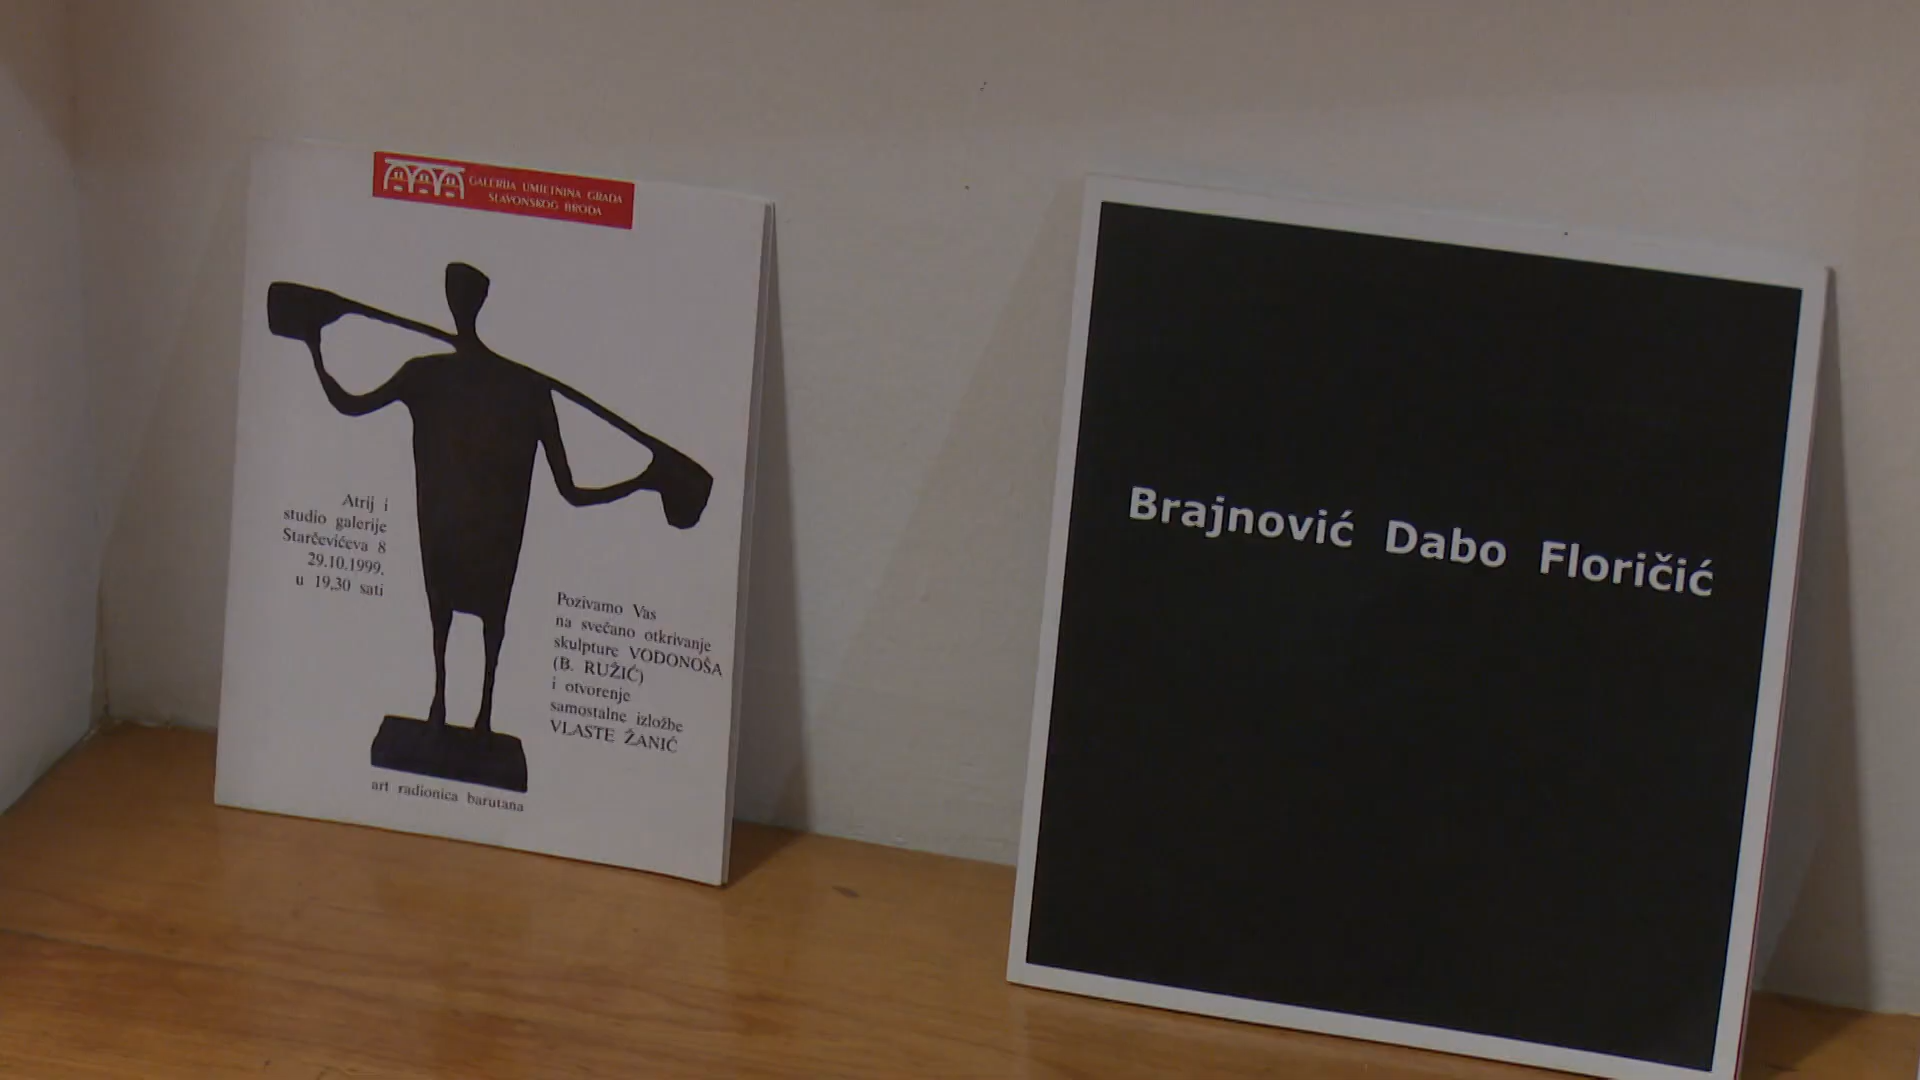 GALERIJA UMJETNINA GRADA
SLAVONSKOG BRODA
Atrij i
studio galerije
Starčevićeva 8
29.10.1999.
u 19,30 sati
Pozivamo Vas
na svečano otkrivanje
skulpture VODONOŠA
(B. RUŽIĆ)
i otvorenje
samostalne izložbe
VLASTE ŽANIĆ
art radionica barutana
Brajnović Dabo Floričić